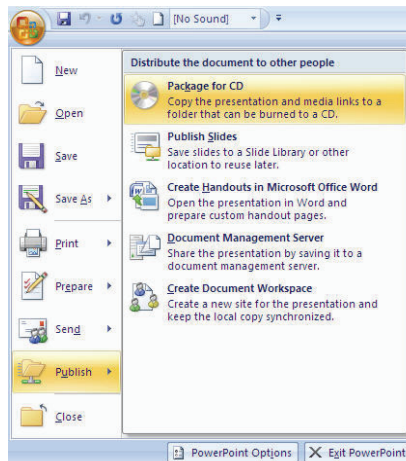 [No Sound]
New
Open
Save
Save As
Print
Prepare
Send
Publish
Close
Distribute the document to other people
Package for CD
Copy the presentation and media links to a
folder that can be burned to a CD.
Publish Slides
Save slides to a Slide Library or other
location to reuse later.
Create Handouts in Microsoft Office Word
Open the presentation in Word and
prepare custom handout pages.
Document Management Server
Share the presentation by saving it to a
document management server.
Create Document Workspace
Create a new site for the presentation and
keep the local copy synchronized.
PowerPoint Options
Exit PowerPoint